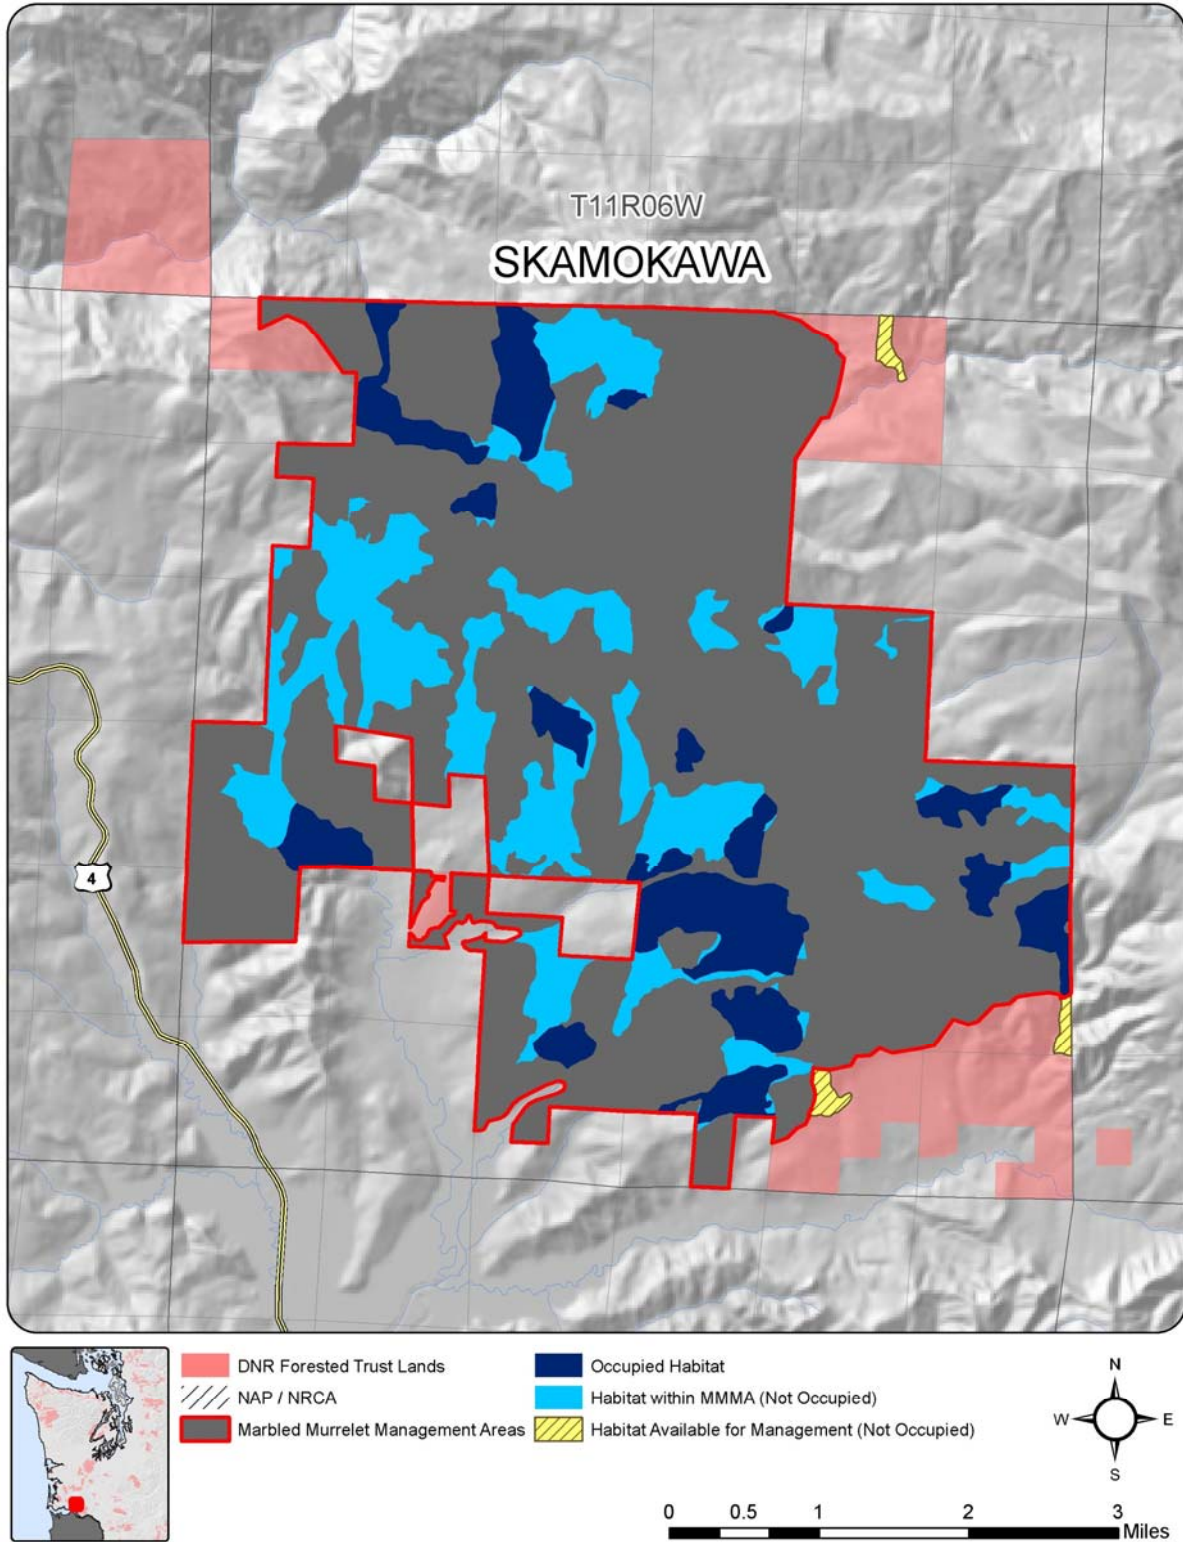 T11R06W
SKAMOKAWA
4
DNR Forested Trust Lands
NAP / NRCA
Marbled Murrelet Management Areas
Occupied Habitat
Habitat within MMMA (Not Occupied)
Habitat Available for Management (Not Occupied)
N
W E
S
0 0.5 1 2 3
Miles